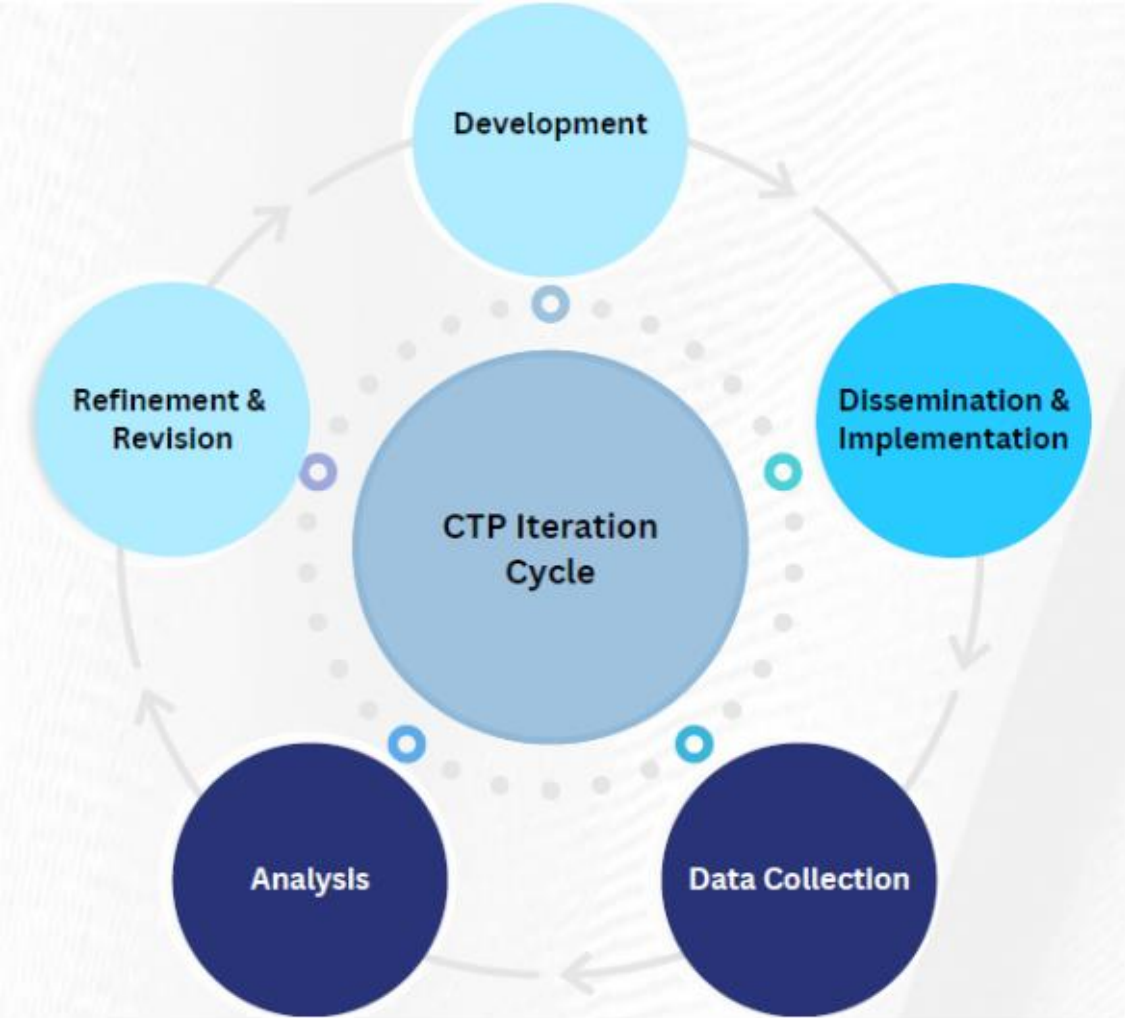 Development
Dissemination &
Implementation
Data Collection
Analysis
Refinement &
Revision
CTP Iteration
Cycle